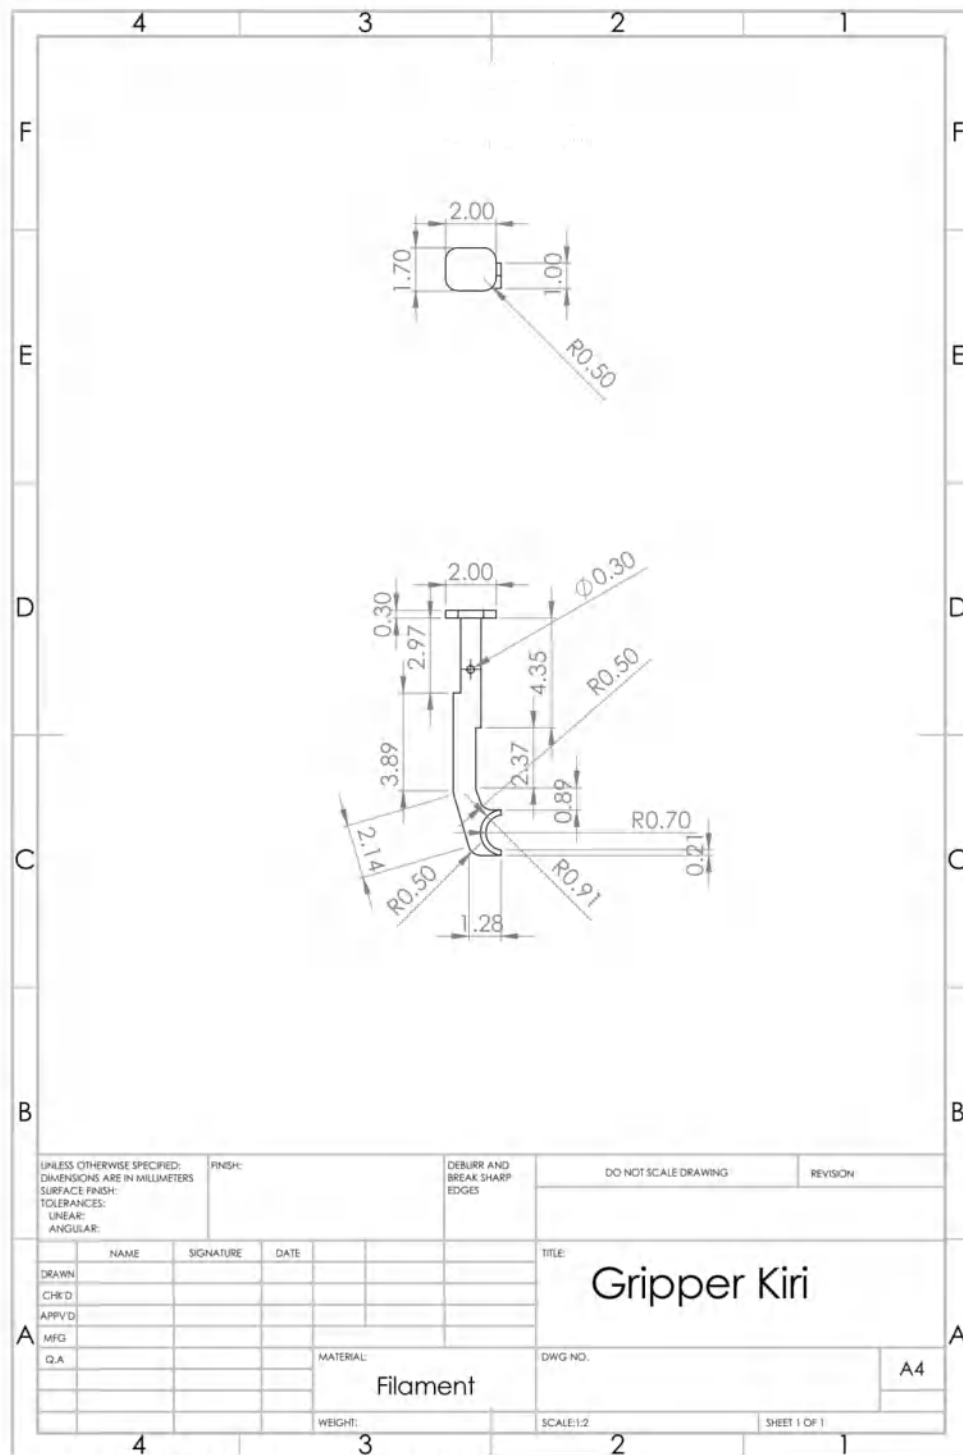 4 3 2 1
F F
2.00
1.70
1.00
R0.50
E E
2.00
Ø0.30
0.30
2.97
4.35
R0.50
D D
3.89
2.37
0.89
R0.70
2.14
0.21
R0.50
R0.91
1.28
C C
B B
UNLESS OTHERWISE SPECIFIED:
DIMENSIONS ARE IN MILLIMETERS
SURFACE FINISH:
TOLERANCES:
LINEAR:
ANGULAR:
FINISH:
DEBURR AND
BREAK SHARP
EDGES
DO NOT SCALE DRAWING
REVISION
NAME SIGNATURE DATE
DRAWN
CHK'D
APPV'D
MFG
Q.A
TITLE:
Gripper Kiri
A A
MATERIAL:
Filament
DWG NO.
A4
WEIGHT:
SCALE:1:2
SHEET 1 OF 1
4 3 2 1